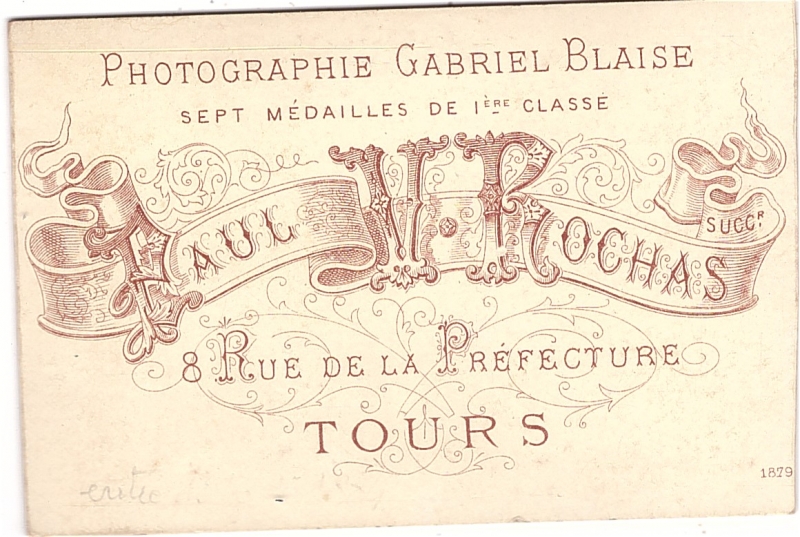 PHOTOGRAPHIE GABRIEL BLAISE
SEPT MÉDAILLES DE 1ÈRE CLASSE
PAUL V. ROCHAS SUCCR.
8 RUE DE LA PRÉFECTURE
TOURS
1879